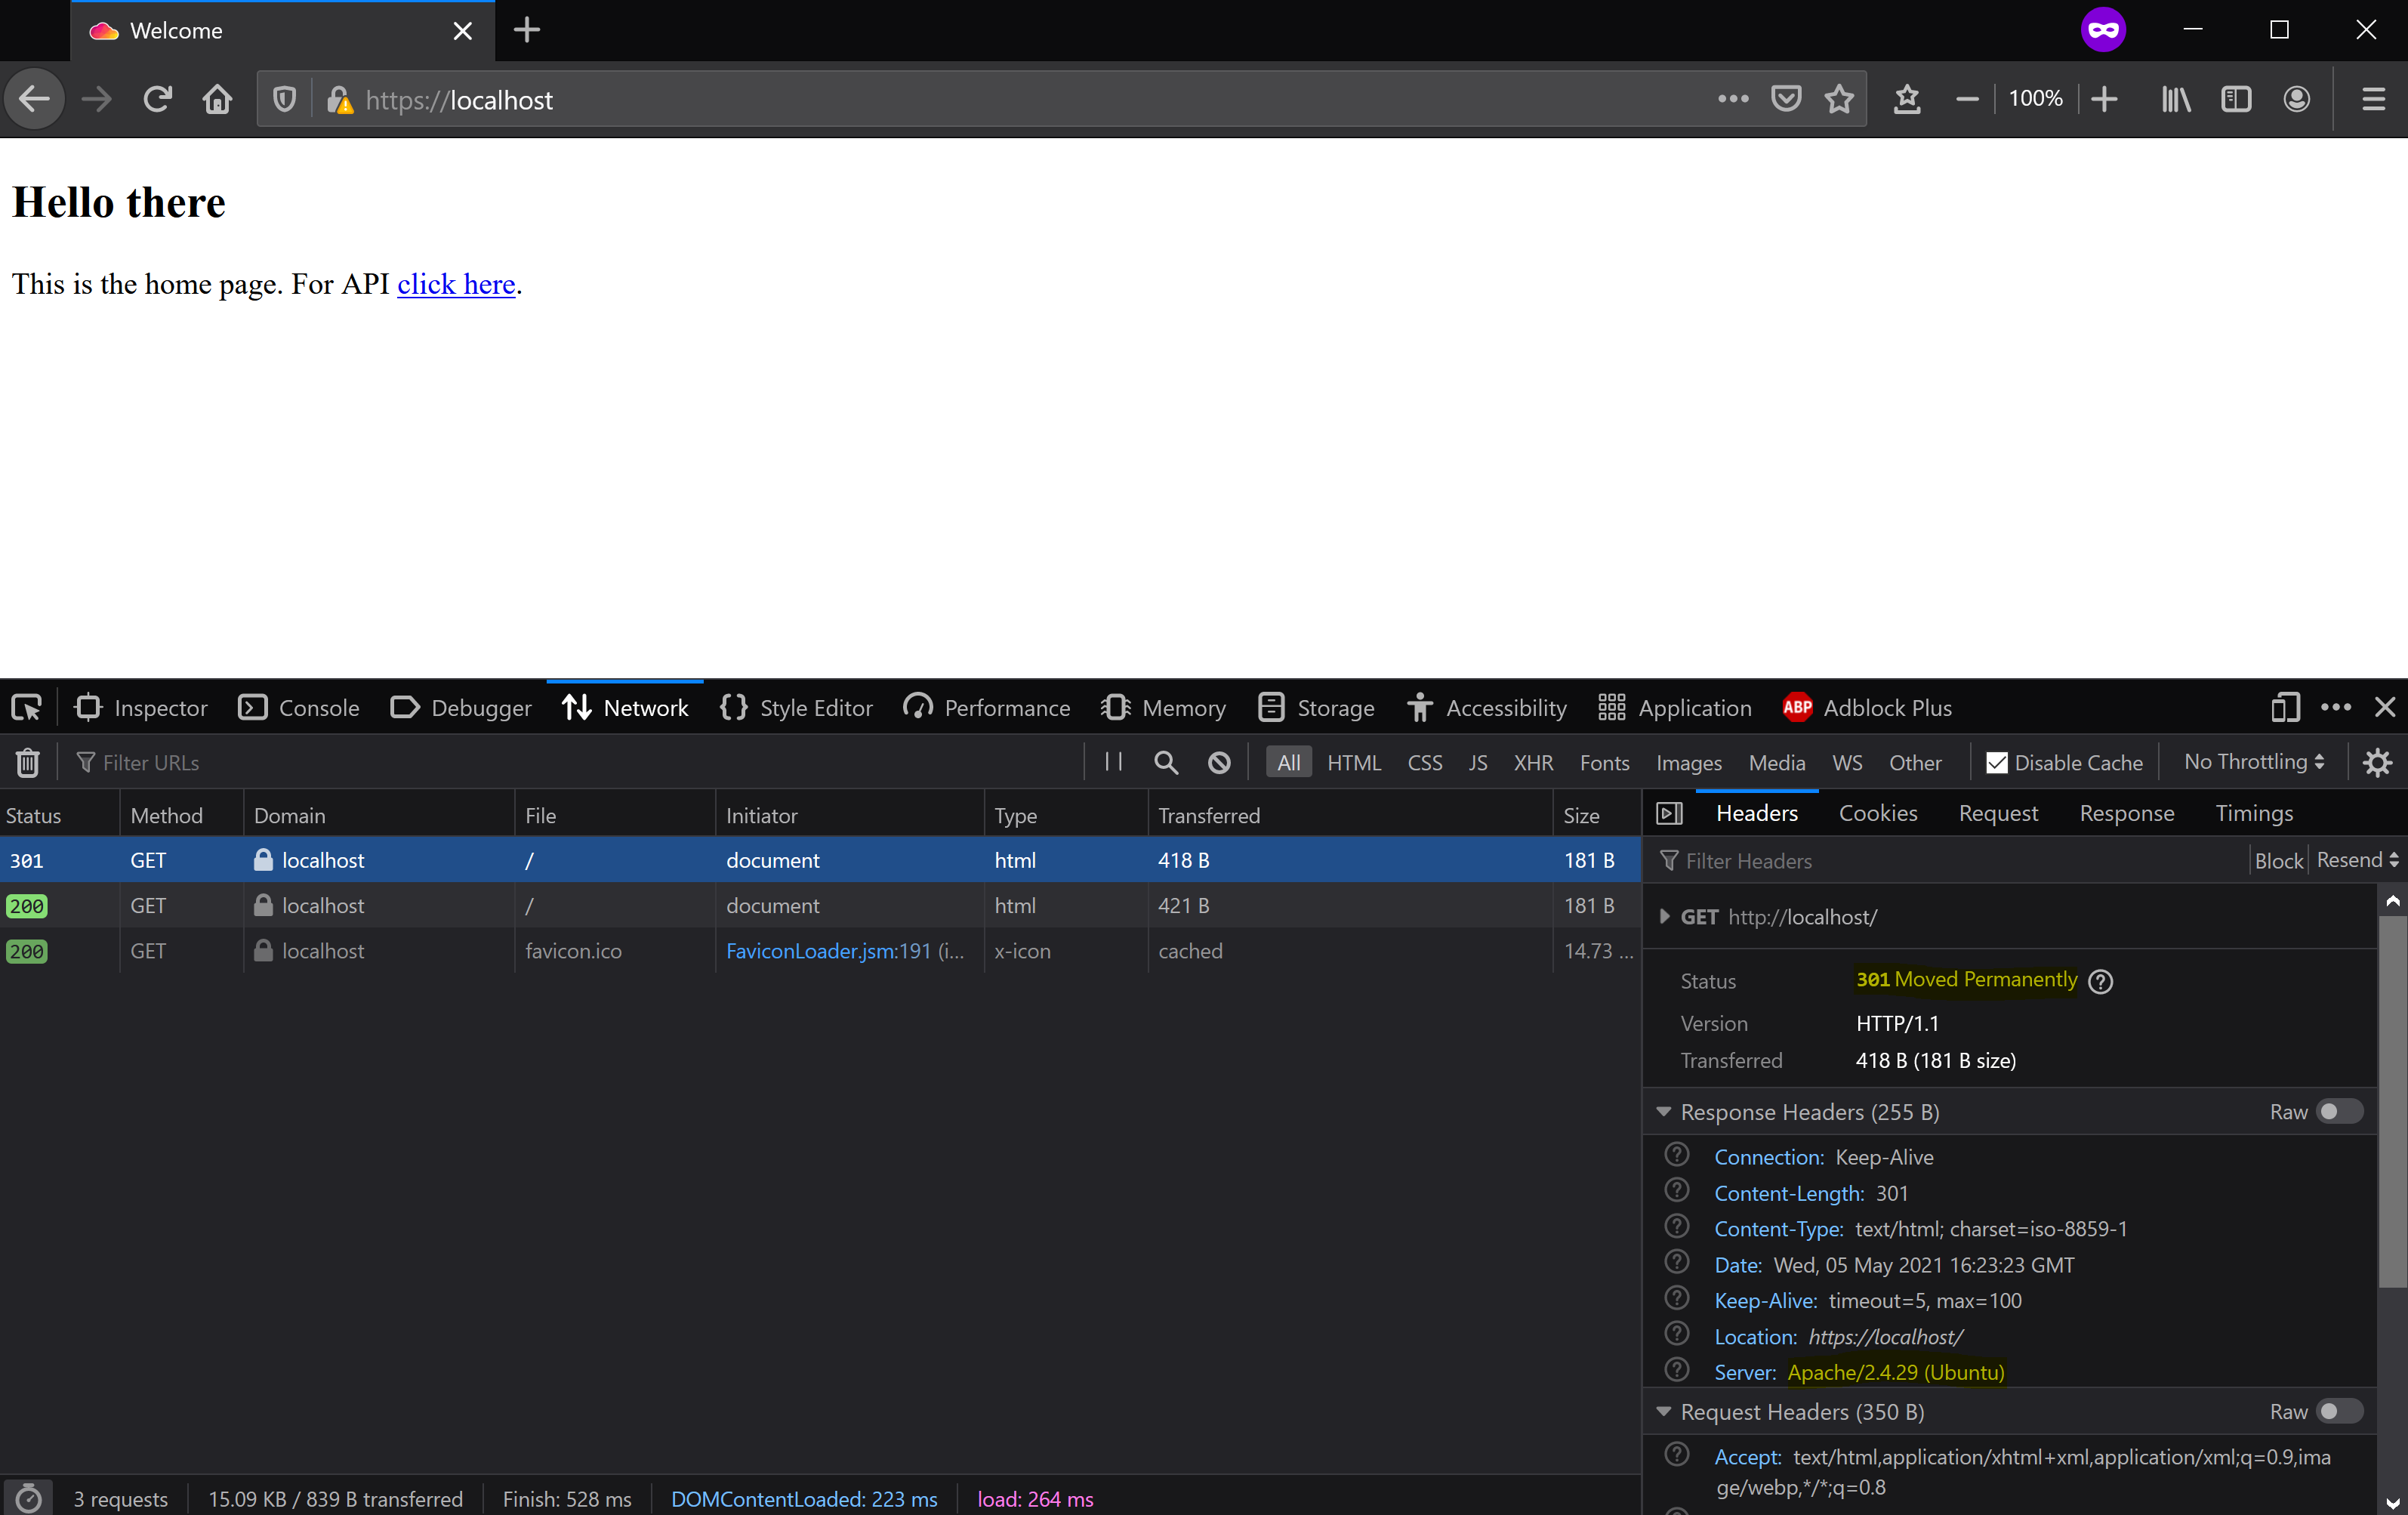 Welcome
https://localhost
100%
Hello there
This is the home page. For API click here.
Inspector Console Debugger Network Style Editor Performance Memory Storage Accessibility Application ABP Adblock Plus
Filter URLs All HTML CSS JS XHR Fonts Images Media WS Other Disable Cache No Throttling
Status Method Domain File Initiator Type Transferred Size
301 GET localhost / document html 418 B 181 B
200 GET localhost / document html 421 B 181 B
200 GET localhost favicon.ico FaviconLoader.jsm:191 (i... x-icon cached 14.73 ...
Headers Cookies Request Response Timings
Filter Headers Block Resend
GET http://localhost/
Status 301 Moved Permanently
Version HTTP/1.1
Transferred 418 B (181 B size)
Response Headers (255 B) Raw
Connection: Keep-Alive
Content-Length: 301
Content-Type: text/html; charset=iso-8859-1
Date: Wed, 05 May 2021 16:23:23 GMT
Keep-Alive: timeout=5, max=100
Location: https://localhost/
Server: Apache/2.4.29 (Ubuntu)
Request Headers (350 B) Raw
Accept: text/html,application/xhtml+xml,application/xml;q=0.9,ima
ge/webp,*/*;q=0.8
3 requests 15.09 KB / 839 B transferred Finish: 528 ms DOMContentLoaded: 223 ms load: 264 ms